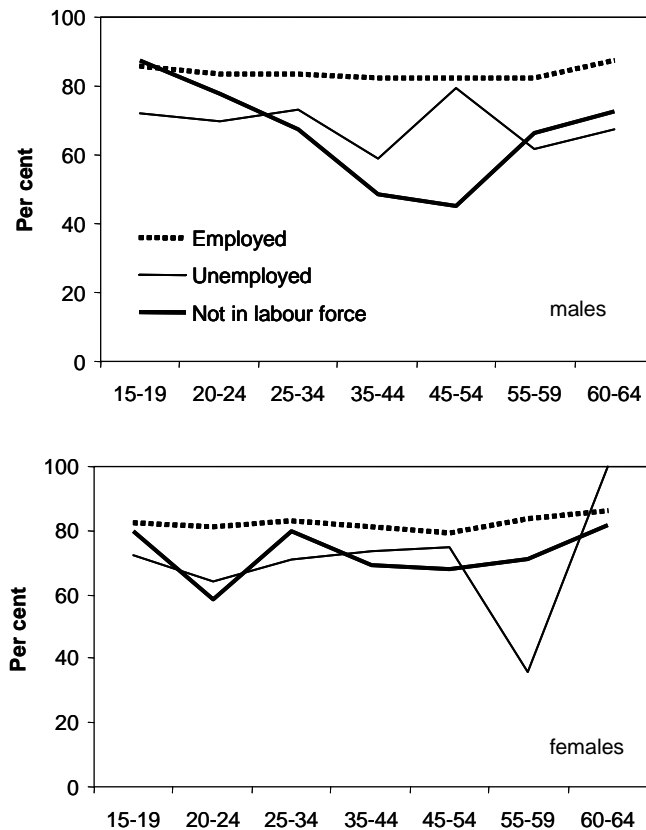 100
80
60
40
20
0
Per cent
Employed
Unemployed
Not in labour force
males
15-19 20-24 25-34 35-44 45-54 55-59 60-64
100
80
60
40
20
0
Per cent
females
15-19 20-24 25-34 35-44 45-54 55-59 60-64